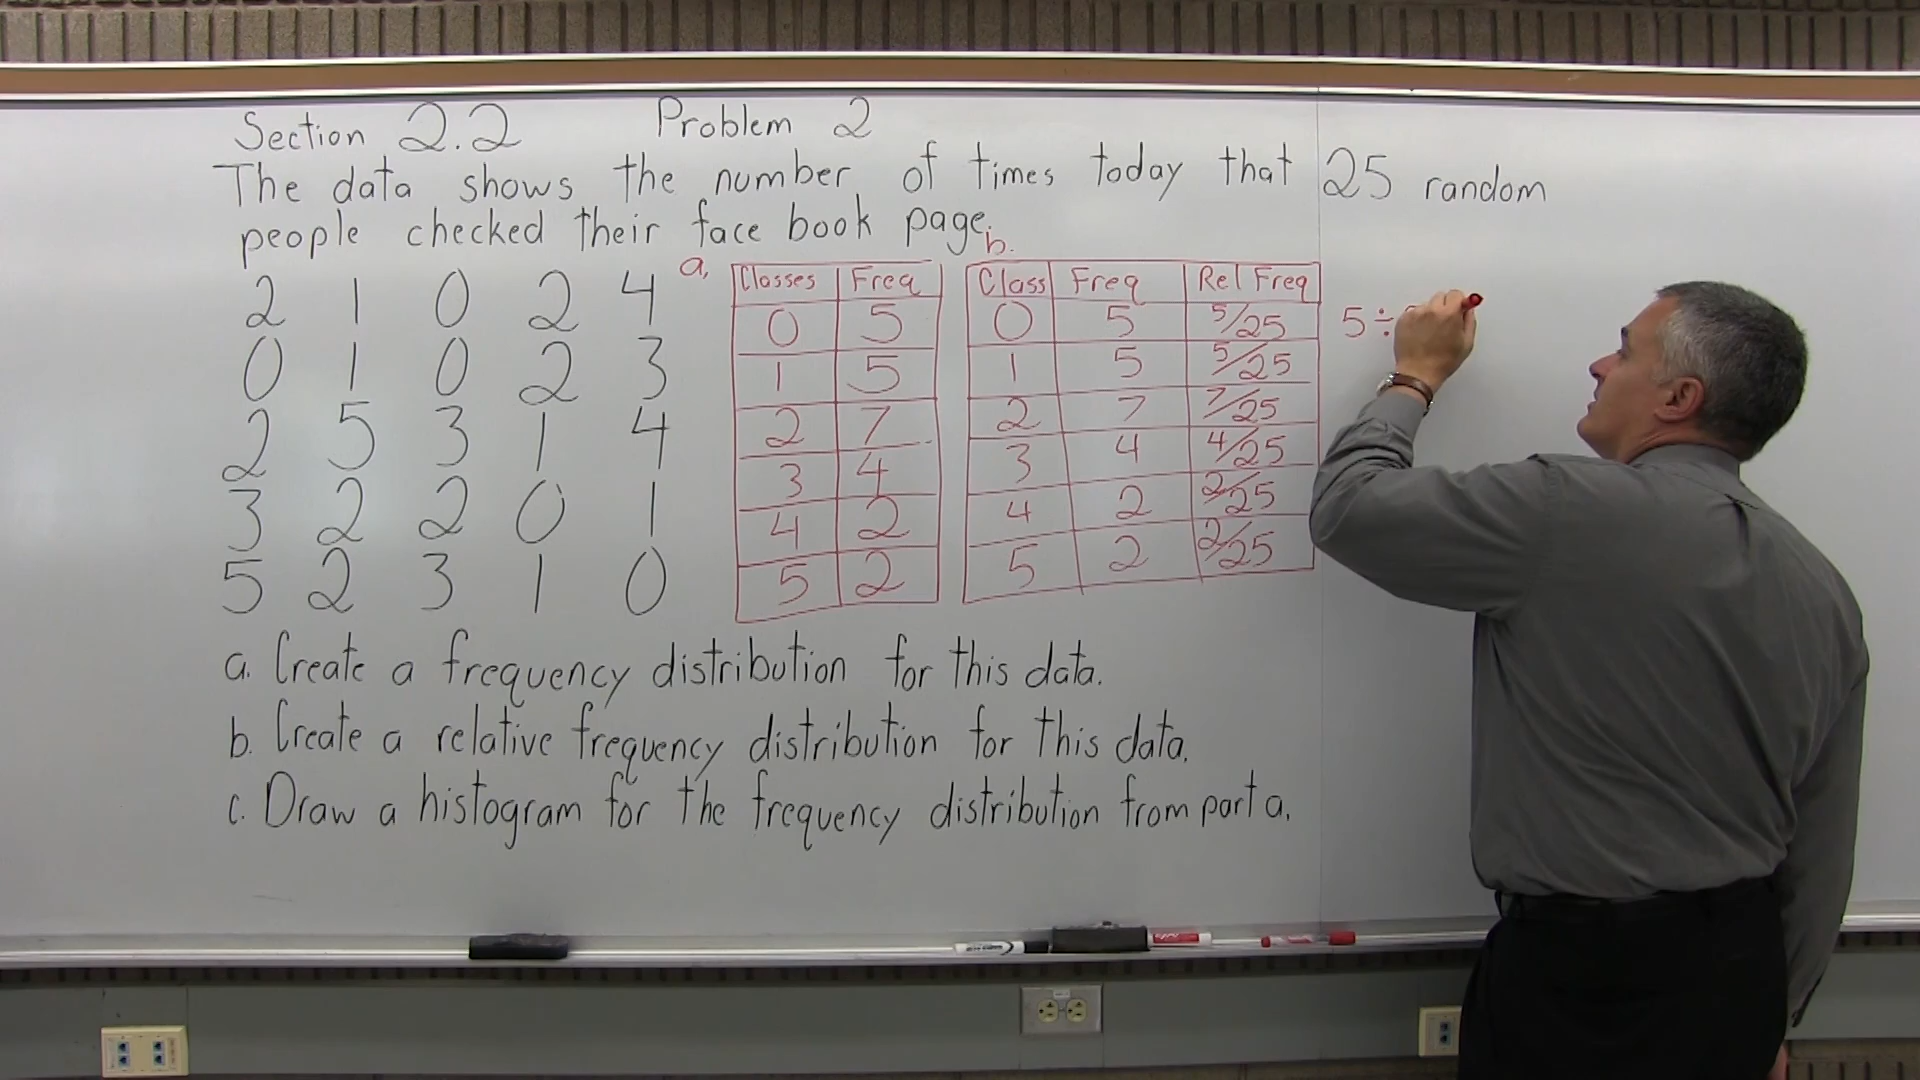 Section 2.2 Problem 2
The data shows the number of times today that 25 random
people checked their face book page.
2 1 0 2 4
0 1 0 2 3
2 5 3 1 4
3 2 2 0 1
5 2 3 1 0
a.
Classes Freq
0 5
1 5
2 7
3 4
4 2
5 2
b.
Class Freq Rel Freq
0 5 5/25
1 5 5/25
2 7 7/25
3 4 4/25
4 2 2/25
5 2 2/25
5 ÷
a. Create a frequency distribution for this data.
b. Create a relative frequency distribution for this data.
c. Draw a histogram for the frequency distribution from part a.